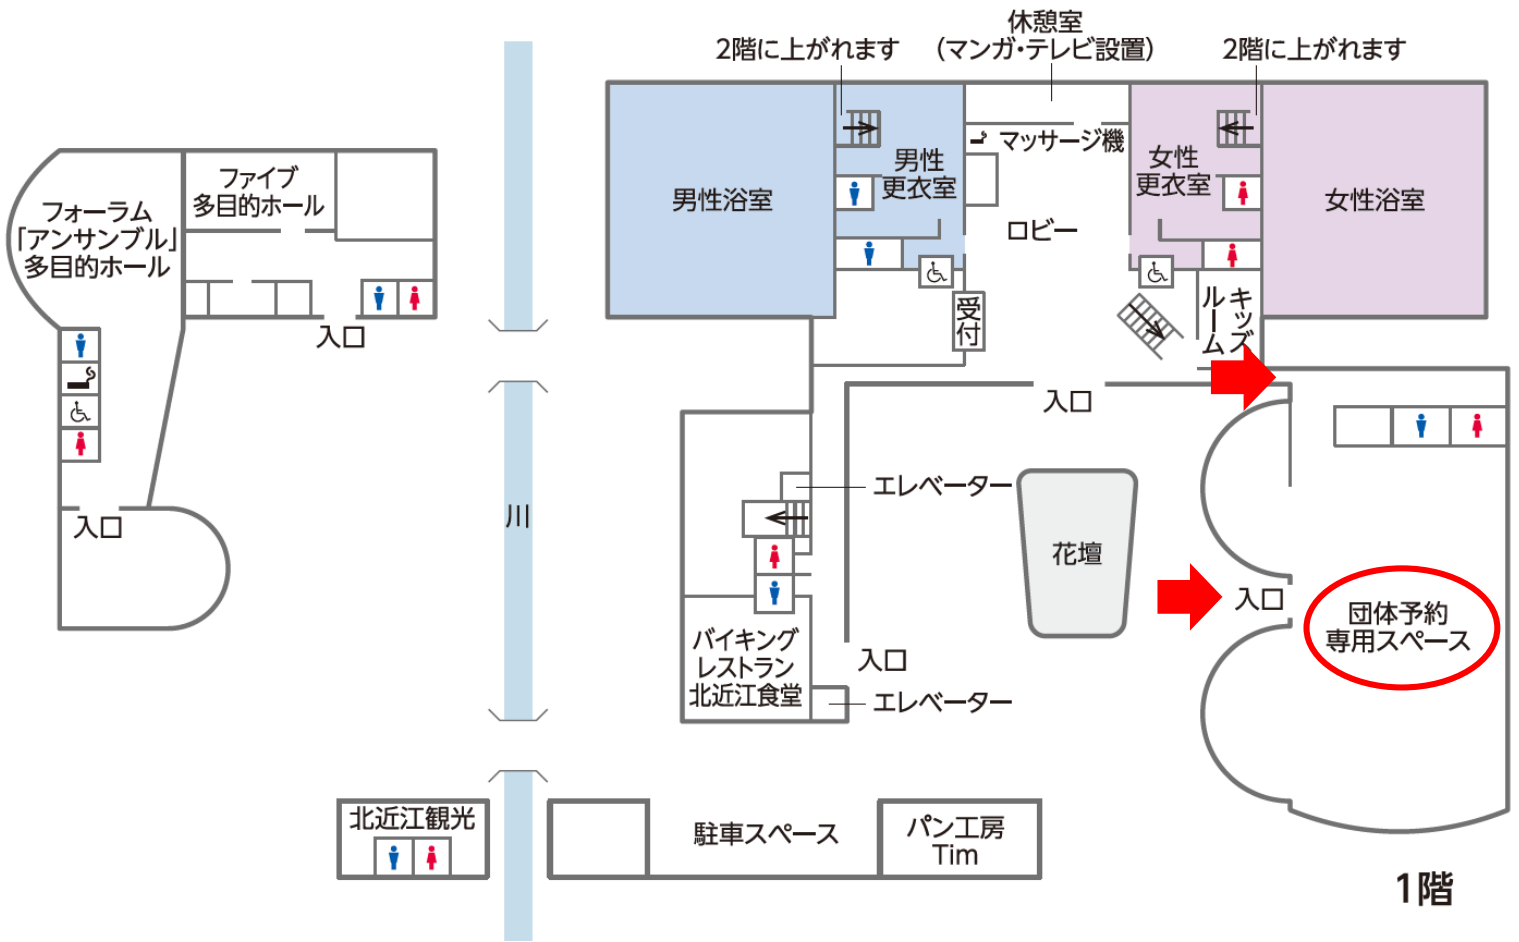 休憩室
（マンガ・テレビ設置）
2階に上がれます
2階に上がれます
マッサージ機
男性
更衣室
女性
更衣室
男性浴室
女性浴室
ロビー
ファイブ
多目的ホール
フォーラム
「アンサンブル」
多目的ホール
受付
キッズ
ルーム
入口
入口
入口
エレベーター
川
花壇
入口
団体予約
専用スペース
バイキング
レストラン
北近江食堂
入口
エレベーター
北近江観光
駐車スペース
パン工房
Tim
1階